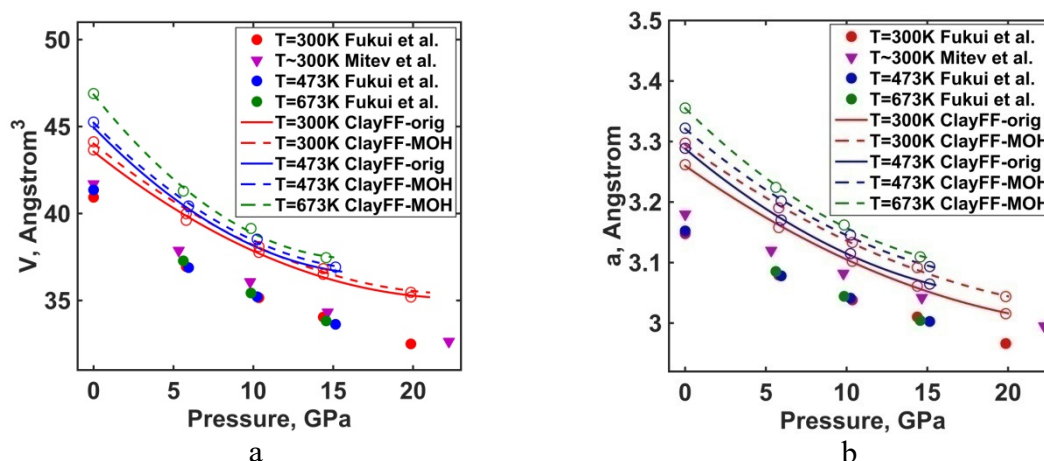 V, Angstrom3
50
45
40
35
0
5
10
15
20
Pressure, GPa
T=300K Fukui et al.
T~300K Mitev et al.
T=473K Fukui et al.
T=673K Fukui et al.
T=300K ClayFF-orig
T=300K ClayFF-MOH
T=473K ClayFF-orig
T=473K ClayFF-MOH
T=673K ClayFF-MOH
a
a, Angstrom
3.5
3.4
3.3
3.2
3.1
3
0
5
10
15
20
Pressure, GPa
T=300K Fukui et al.
T~300K Mitev et al.
T=473K Fukui et al.
T=673K Fukui et al.
T=300K ClayFF-orig
T=300K ClayFF-MOH
T=473K ClayFF-orig
T=473K ClayFF-MOH
T=673K ClayFF-MOH
b